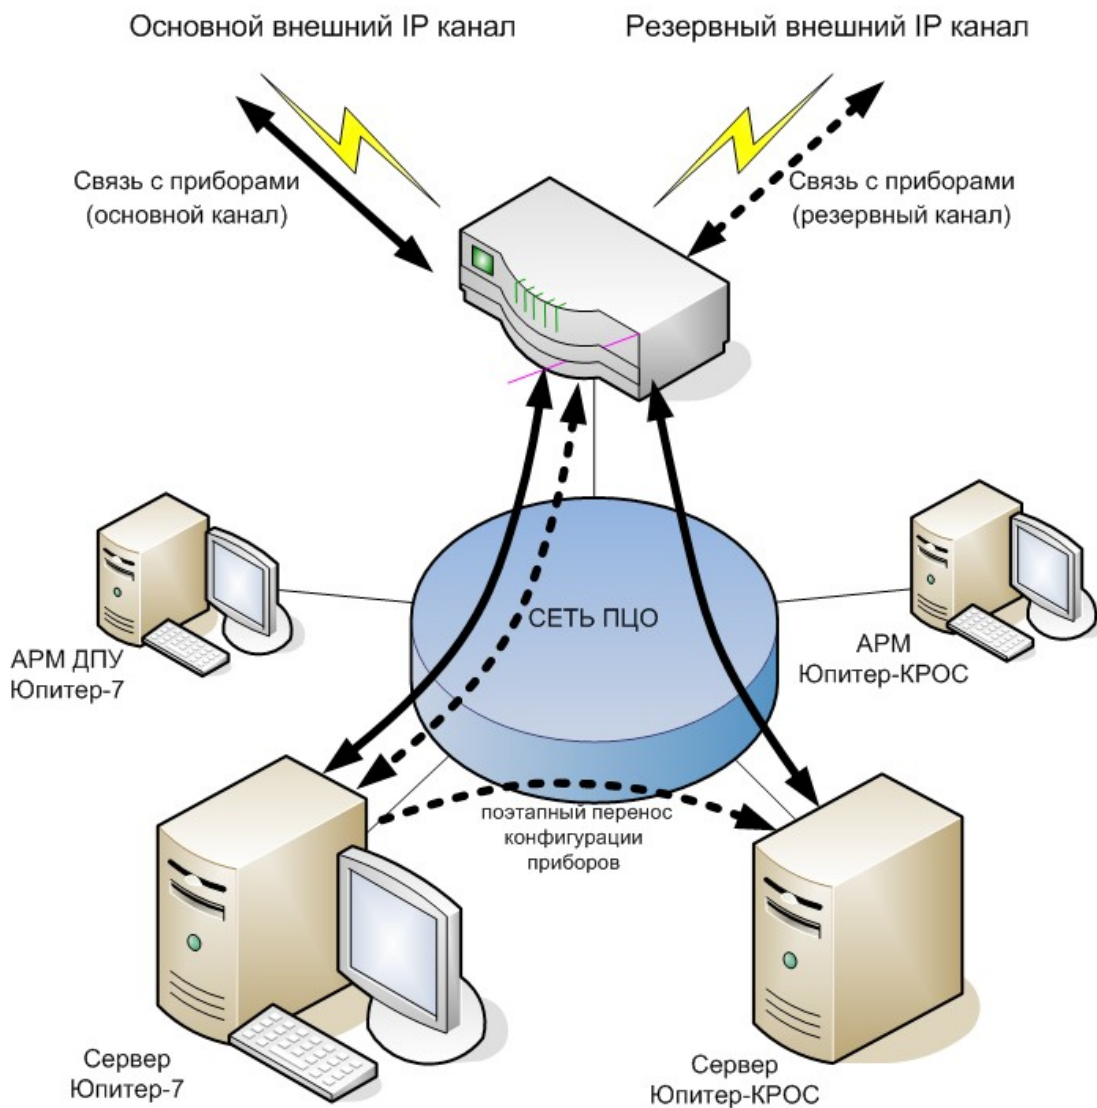 Основной внешний IP канал
Резервный внешний IP канал
Связь с приборами
(основной канал)
Связь с приборами
(резервный канал)
СЕТЬ ПЦО
АРМ ДПУ
Юпитер-7
АРМ
Юпитер-КРОС
поэтапный перенос
конфигурации
приборов
Сервер
Юпитер-7
Сервер
Юпитер-КРОС